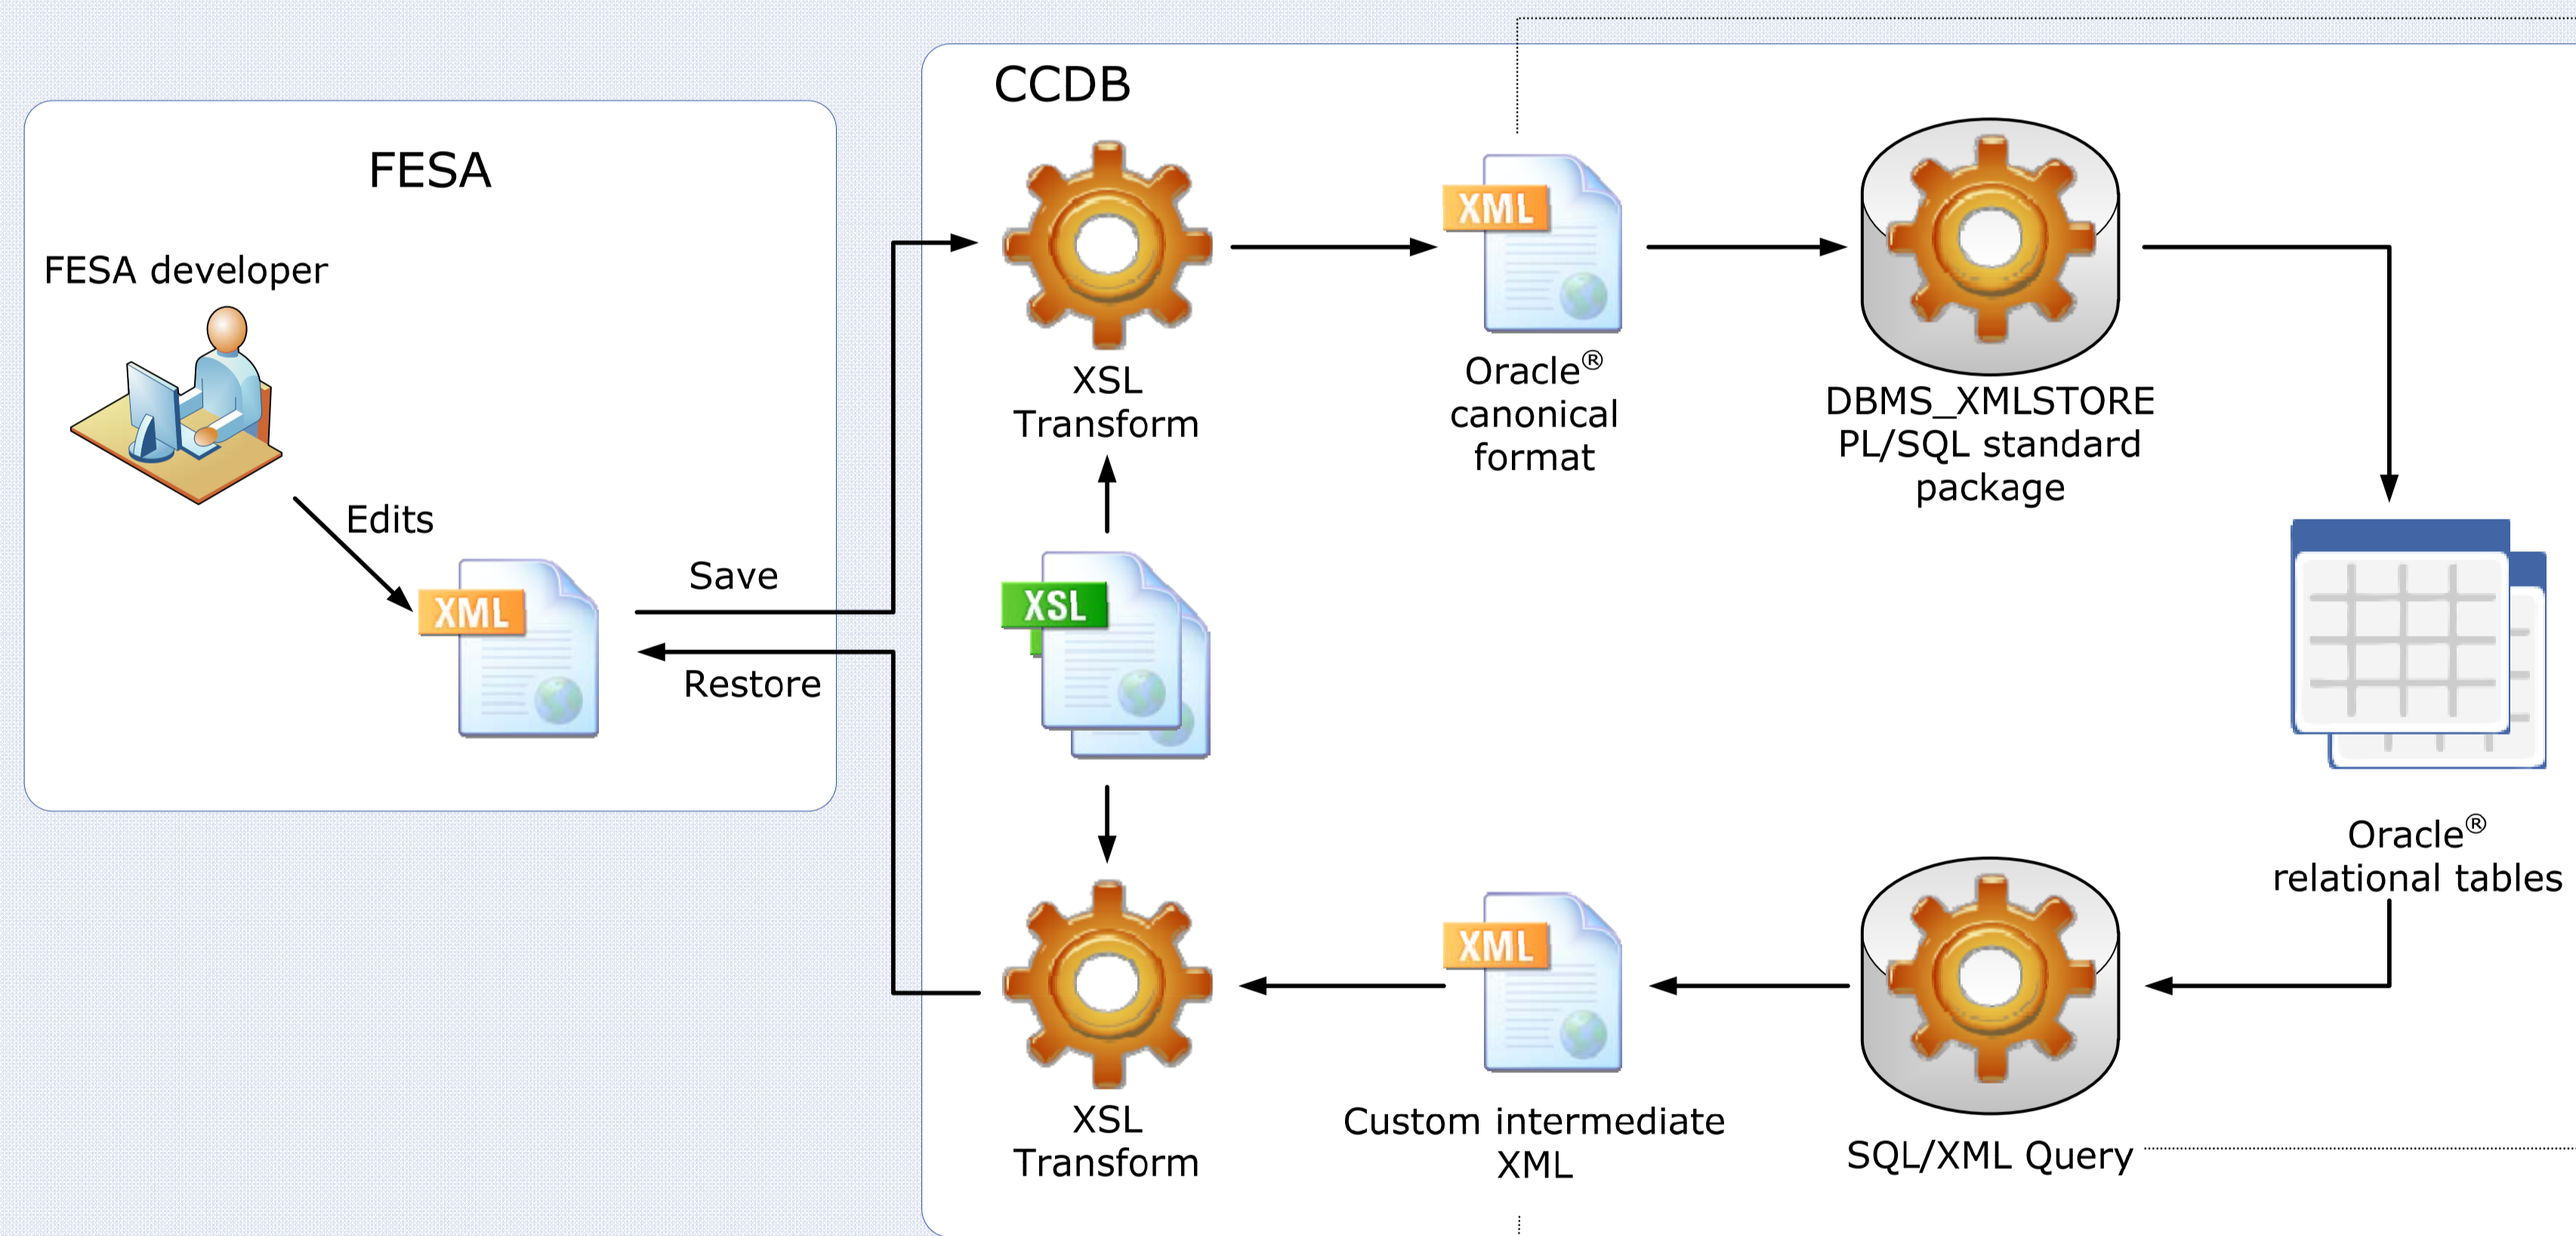 CCDB
FESA
FESA developer
Edits
XML
Save
Restore
XSL
Transform
XML
Oracle®
canonical
format
DBMS_XMLSTORE
PL/SQL standard
package
XSL
Oracle®
relational tables
XSL
Transform
XML
Custom intermediate
XML
SQL/XML Query